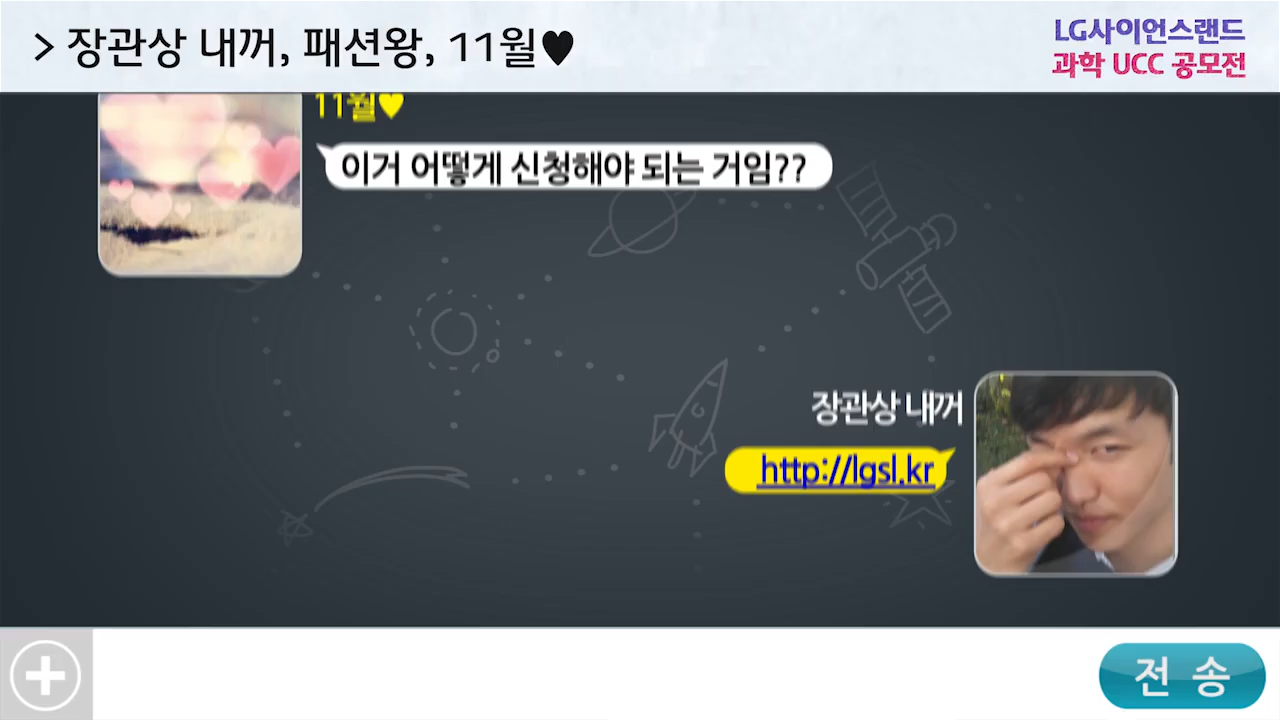 > 장관상 내꺼, 패션왕, 11월♥
LG사이언스랜드
과학 UCC 공모전
11월♥
이거 어떻게 신청해야 되는 거임??
장관상 내꺼
http://lgsl.kr
전 송